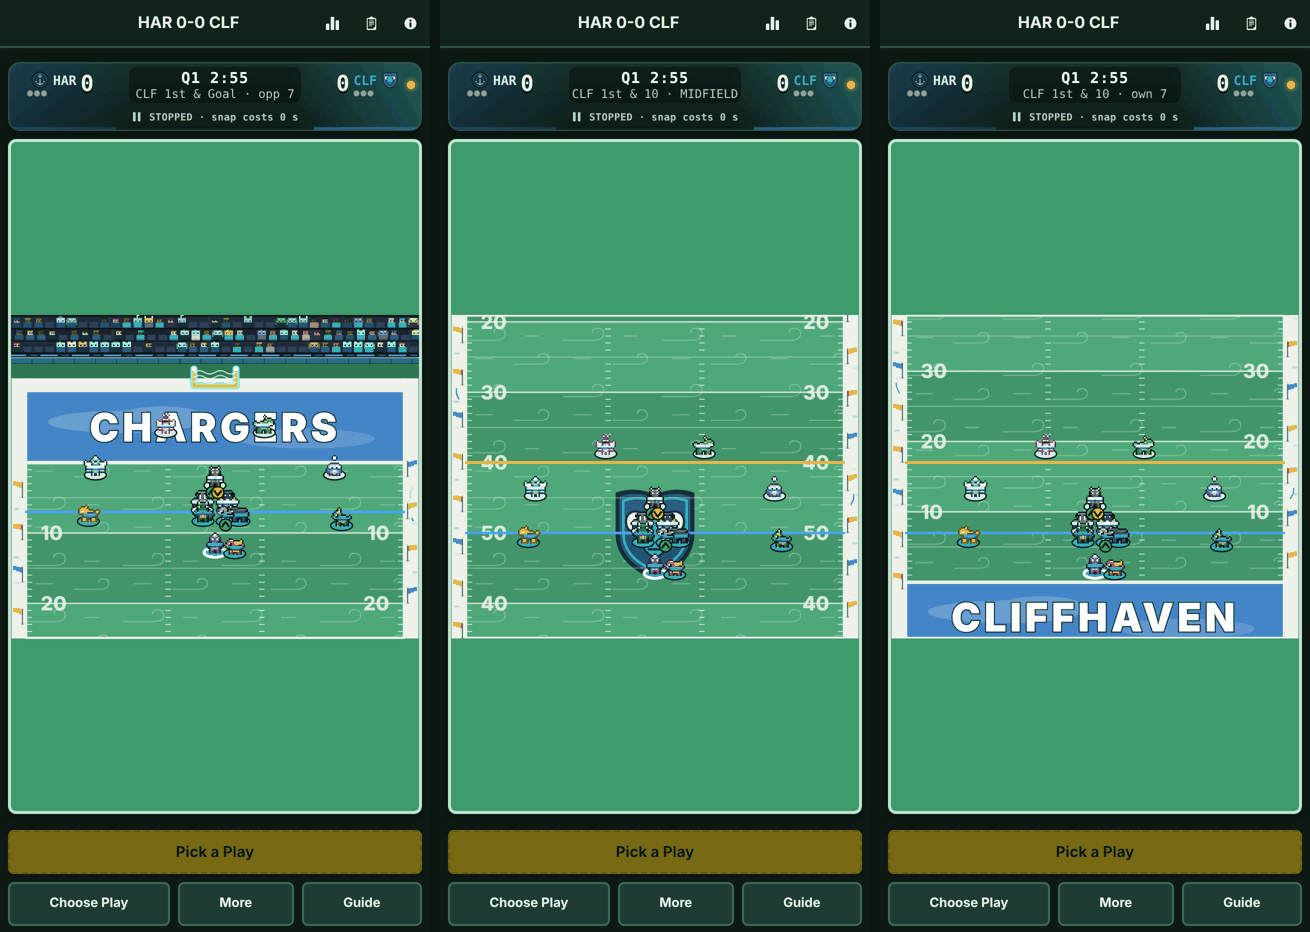 HAR 0-0 CLF
HAR 0
Q1 2:55
CLF 1st & Goal · opp 7
STOPPED · snap costs 0 s
0 CLF
CHARGERS
10 10
20 20
Pick a Play
Choose Play
More
Guide
HAR 0-0 CLF
HAR 0
Q1 2:55
CLF 1st & 10 · MIDFIELD
STOPPED · snap costs 0 s
0 CLF
20 20
30 30
40 40
50 50
40 40
Pick a Play
Choose Play
More
Guide
HAR 0-0 CLF
HAR 0
Q1 2:55
CLF 1st & 10 · own 7
STOPPED · snap costs 0 s
0 CLF
30 30
20 20
10 10
CLIFFHAVEN
Pick a Play
Choose Play
More
Guide